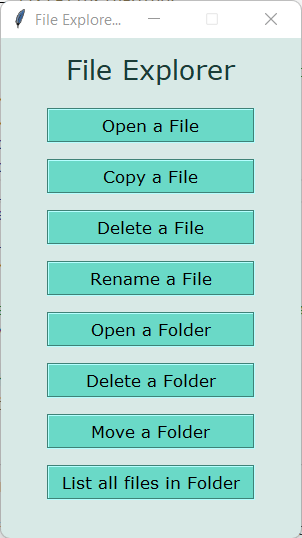 File Explore...
File Explorer
Open a File
Copy a File
Delete a File
Rename a File
Open a Folder
Delete a Folder
Move a Folder
List all files in Folder